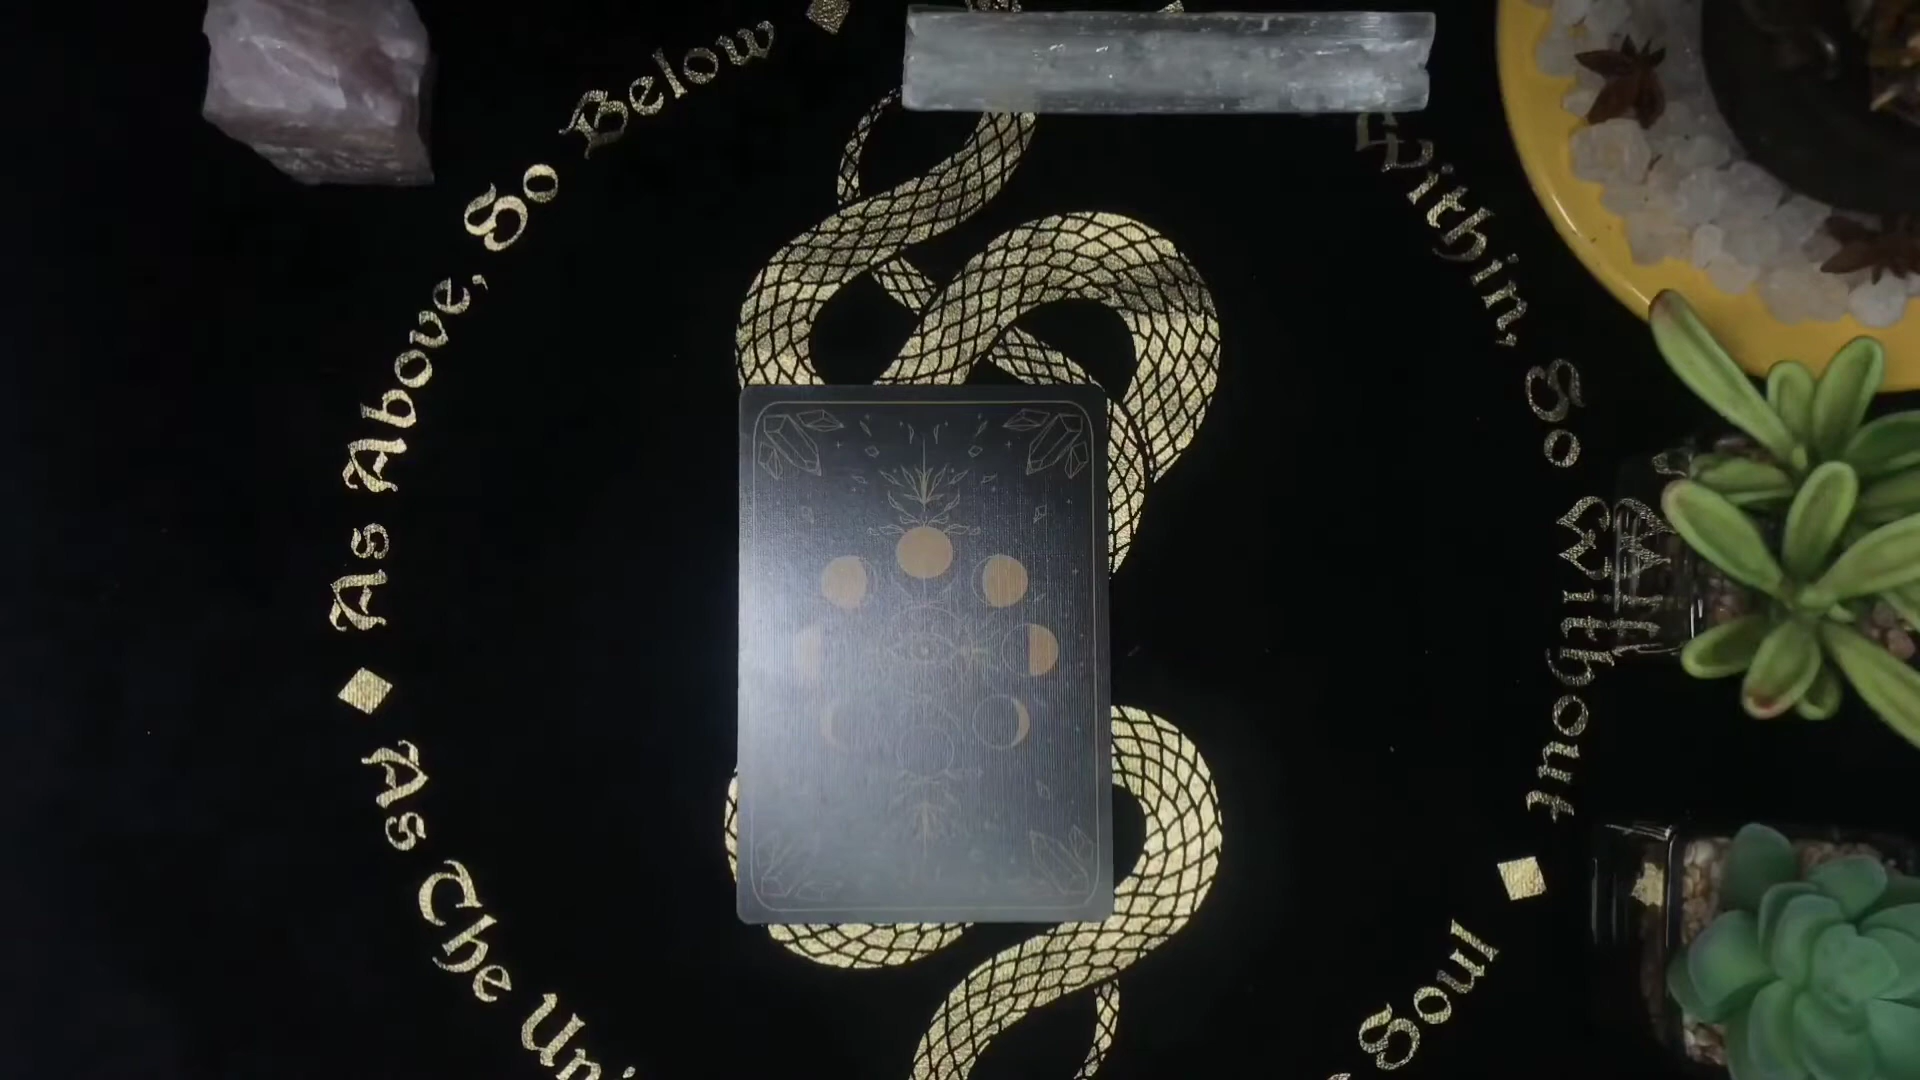 As Above, So Below
Within, So Without
As The Uni
Soul